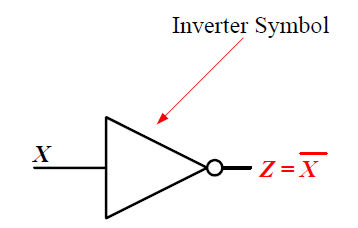 Inverter Symbol
X
Z = X̅